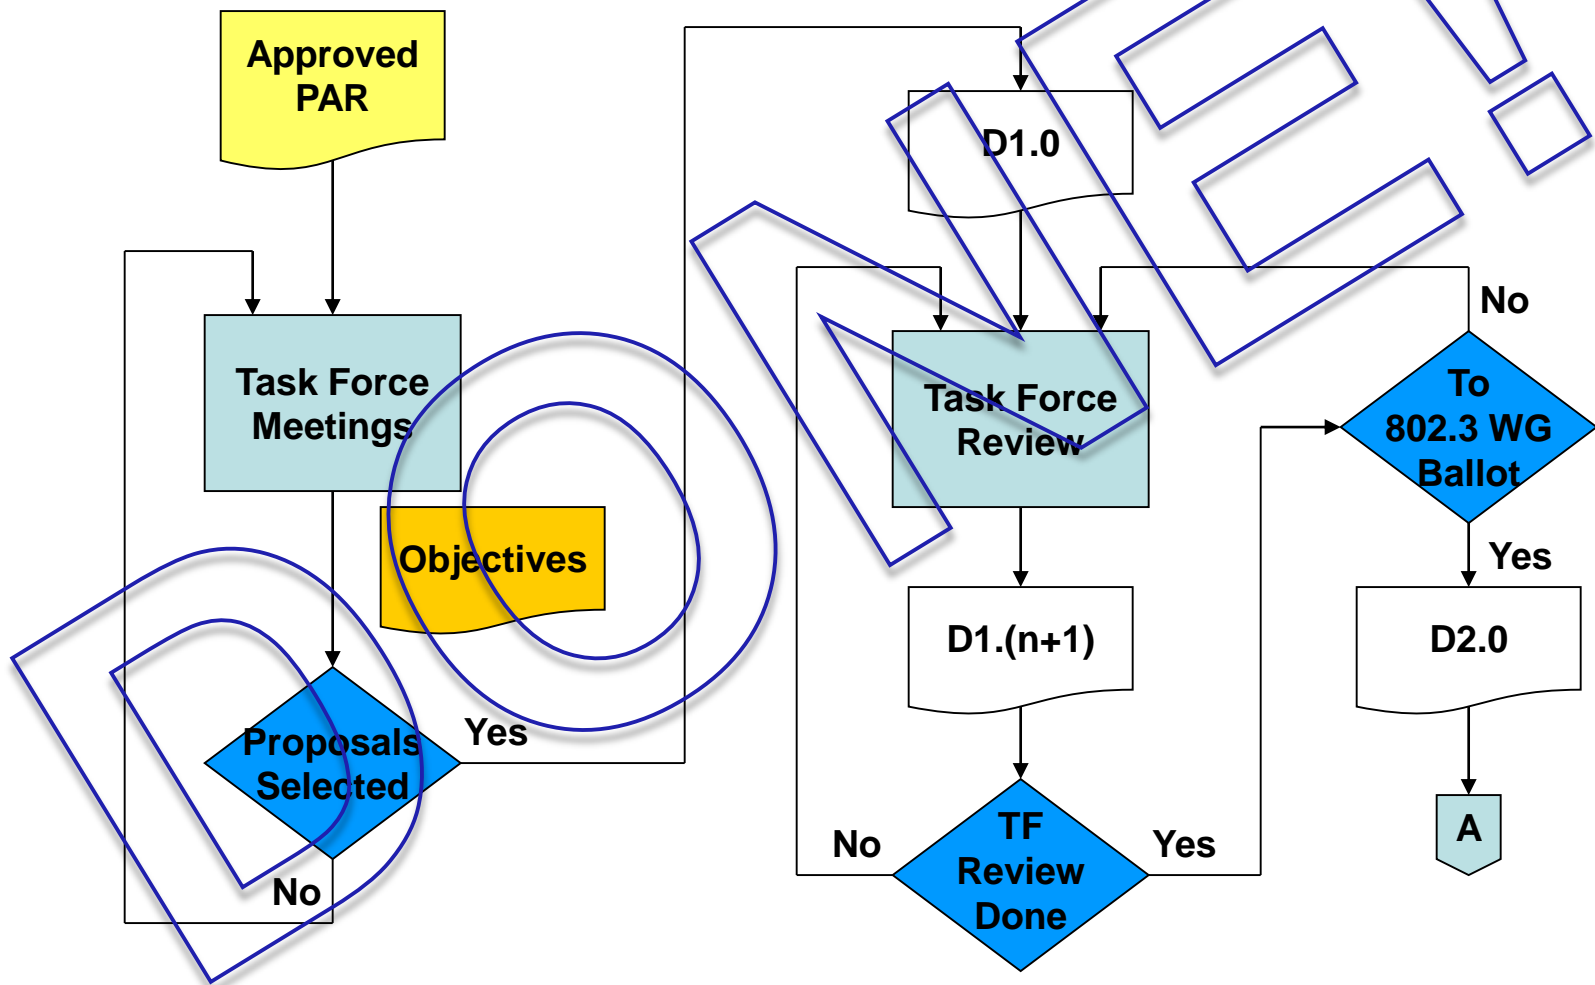 Approved
PAR
Task Force
Meetings
Objectives
Proposals
Selected
Yes
No
D1.0
Task Force
Review
D1.(n+1)
TF
Review
Done
No
Yes
To
802.3 WG
Ballot
No
Yes
D2.0
A
DONE!